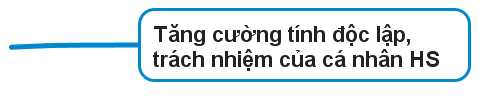 Tăng cường tính độc lập,
trách nhiệm của cá nhân HS